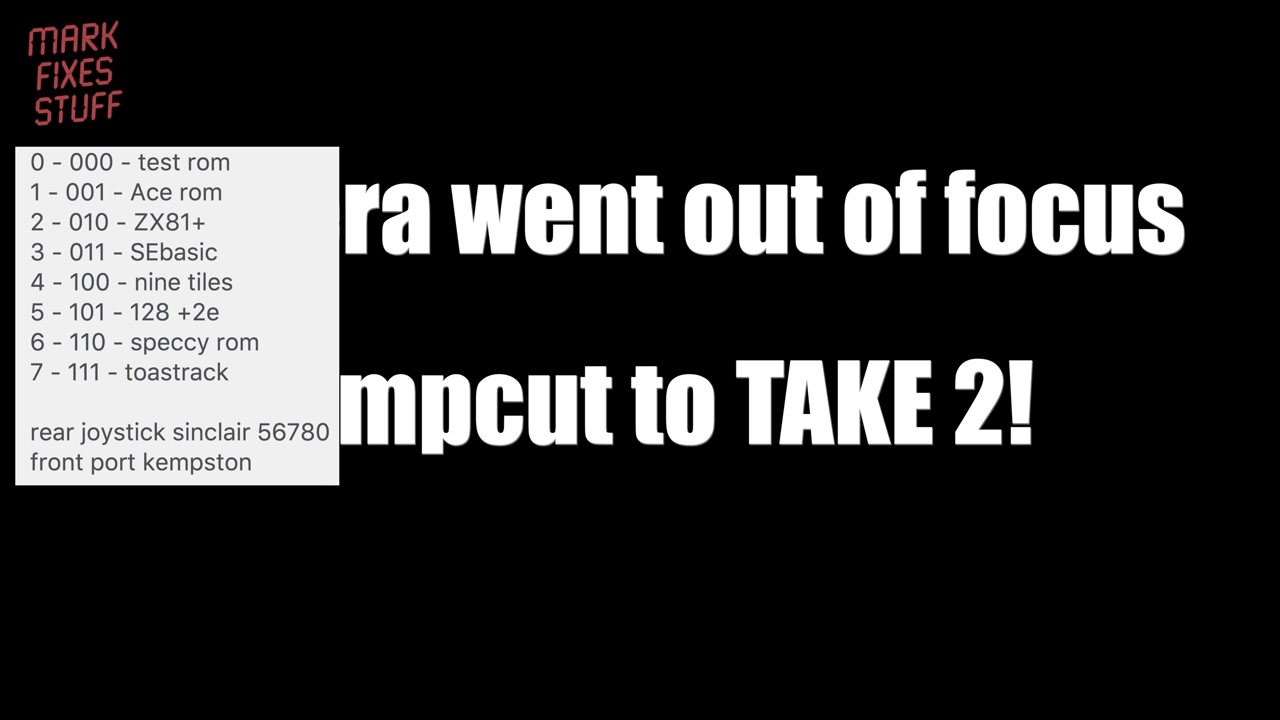 MARK
FIXES
STUFF
0 - 000 - test rom
1 - 001 - Ace rom
2 - 010 - ZX81+
3 - 011 - SEbasic
4 - 100 - nine tiles
5 - 101 - 128 +2e
6 - 110 - speccy rom
7 - 111 - toastrack
rear joystick sinclair 56780
front port kempston
ra went out of focus
mpcut to TAKE 2!